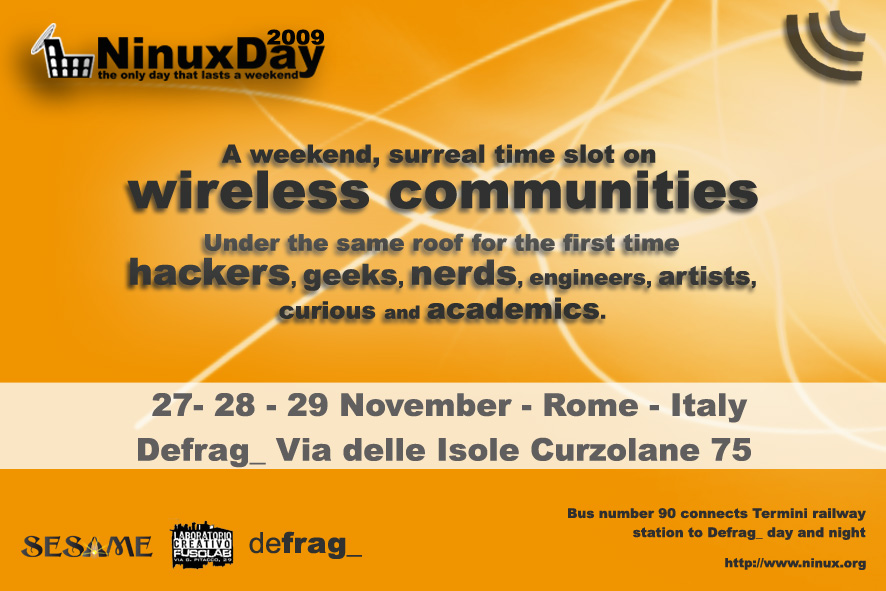 NinuxDay 2009
the only day that lasts a weekend
A weekend, surreal time slot on
wireless communities
Under the same roof for the first time
hackers, geeks, nerds, engineers, artists,
curious and academics.
27- 28 - 29 November - Rome - Italy
Defrag_ Via delle Isole Curzolane 75
Bus number 90 connects Termini railway
station to Defrag_ day and night
http://www.ninux.org
SESAME
LABORATORIO
CREATIVO
FUSOLAB
VIA G. PITACCO, 29
defrag_